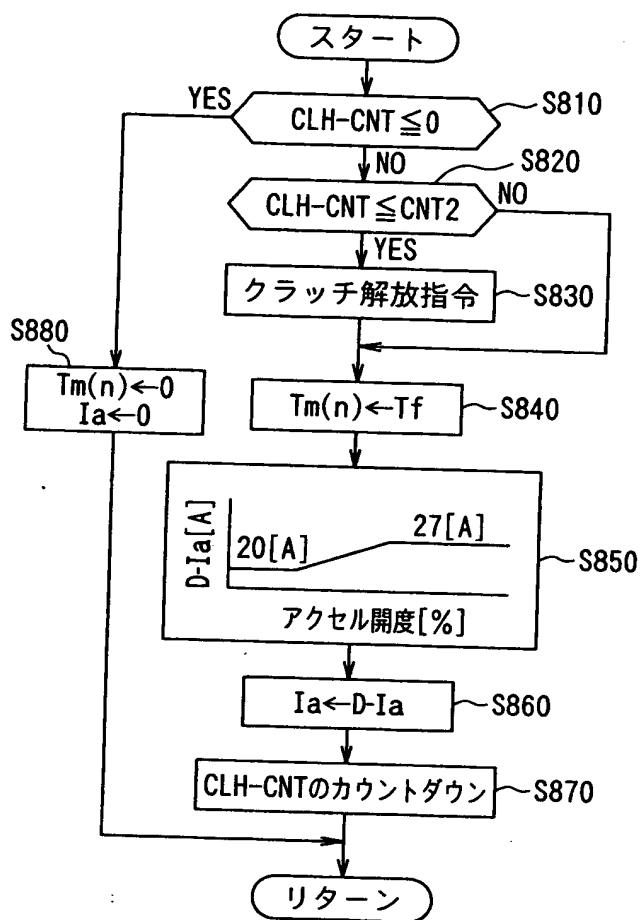 スタート
YES
CLH-CNT≦0
S810
NO
S820
CLH-CNT≦CNT2
NO
YES
クラッチ解放指令
S830
S880
Tm(n)←0
Ia←0
Tm(n)←Tf
S840
D-Ia[A]
20[A]
27[A]
アクセル開度[%]
S850
Ia←D-Ia
S860
CLH-CNTのカウントダウン
S870
リターン